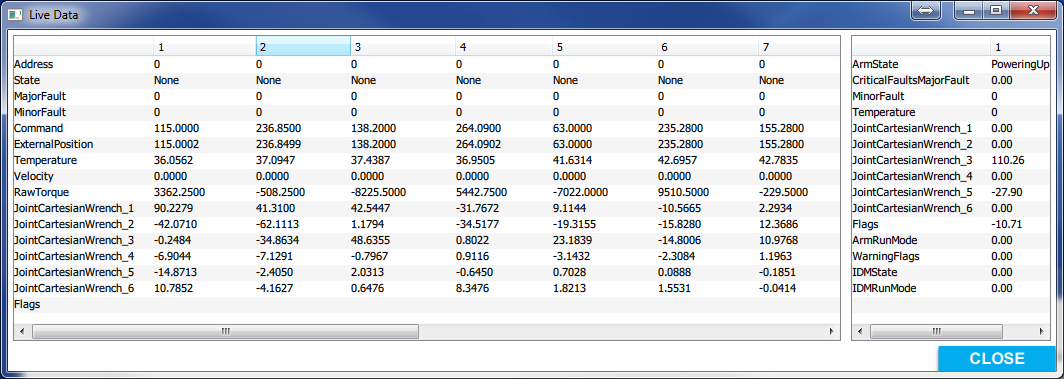 Live Data
1 2 3 4 5 6 7
Address 0 0 0 0 0 0 0
State None None None None None None None
MajorFault 0 0 0 0 0 0 0
MinorFault 0 0 0 0 0 0 0
Command 115.0000 236.8500 138.2000 264.0900 63.0000 235.2800 155.2800
ExternalPosition 115.0002 236.8499 138.2000 264.0902 63.0000 235.2800 155.2800
Temperature 36.0562 37.0947 37.4387 36.9505 41.6314 42.6957 42.7835
Velocity 0.0000 0.0000 0.0000 0.0000 0.0000 0.0000 0.0000
RawTorque 3362.2500 -508.2500 -8225.5000 5442.7500 -7022.0000 9510.5000 -229.5000
JointCartesianWrench_1 90.2279 41.3100 42.5447 -31.7672 9.1144 -10.5665 2.2934
JointCartesianWrench_2 -42.0710 -62.1113 1.1794 -34.5177 -19.3155 -15.8280 12.3686
JointCartesianWrench_3 -0.2484 -34.8634 48.6355 0.8022 23.1839 -14.8006 10.9768
JointCartesianWrench_4 -6.9044 -7.1291 -0.7967 0.9116 -3.1432 -2.3084 1.1963
JointCartesianWrench_5 -14.8713 -2.4050 2.0313 -0.6450 0.7028 0.0888 -0.1851
JointCartesianWrench_6 10.7852 -4.1627 0.6476 8.3476 1.8213 1.5531 -0.0414
Flags
1
ArmState PoweringUp
CriticalFaultsMajorFault 0.00
MinorFault 0
Temperature 0
JointCartesianWrench_1 0.00
JointCartesianWrench_2 0.00
JointCartesianWrench_3 110.26
JointCartesianWrench_4 0.00
JointCartesianWrench_5 -27.90
JointCartesianWrench_6 0.00
Flags -10.71
ArmRunMode 0.00
WarningFlags 0.00
IDMState 0.00
IDMRunMode 0.00
CLOSE